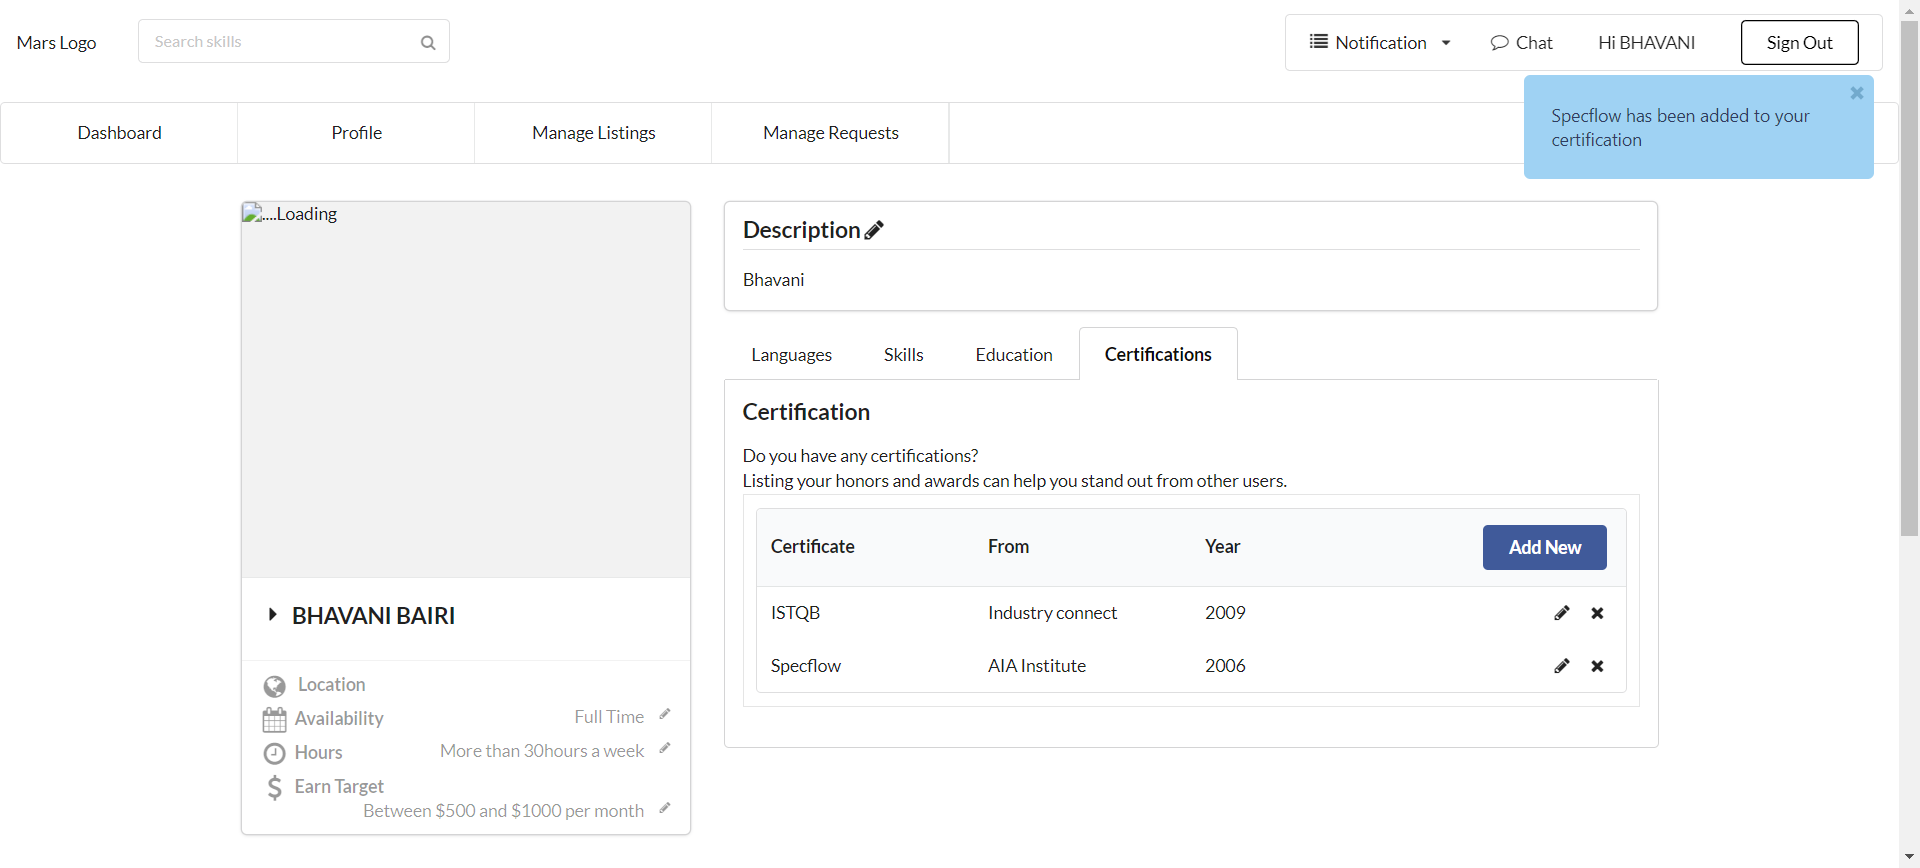 Mars Logo
Search skills
Notification
Chat
Hi BHAVANI
Sign Out
Specflow has been added to your
certification
Dashboard
Profile
Manage Listings
Manage Requests
....Loading
BHAVANI BAIRI
Location
Availability
Full Time
Hours
More than 30hours a week
Earn Target
Between $500 and $1000 per month
Description
Bhavani
Languages
Skills
Education
Certifications
Certification
Do you have any certifications?
Listing your honors and awards can help you stand out from other users.
Certificate From Year Add New
ISTQB Industry connect 2009
Specflow AIA Institute 2006